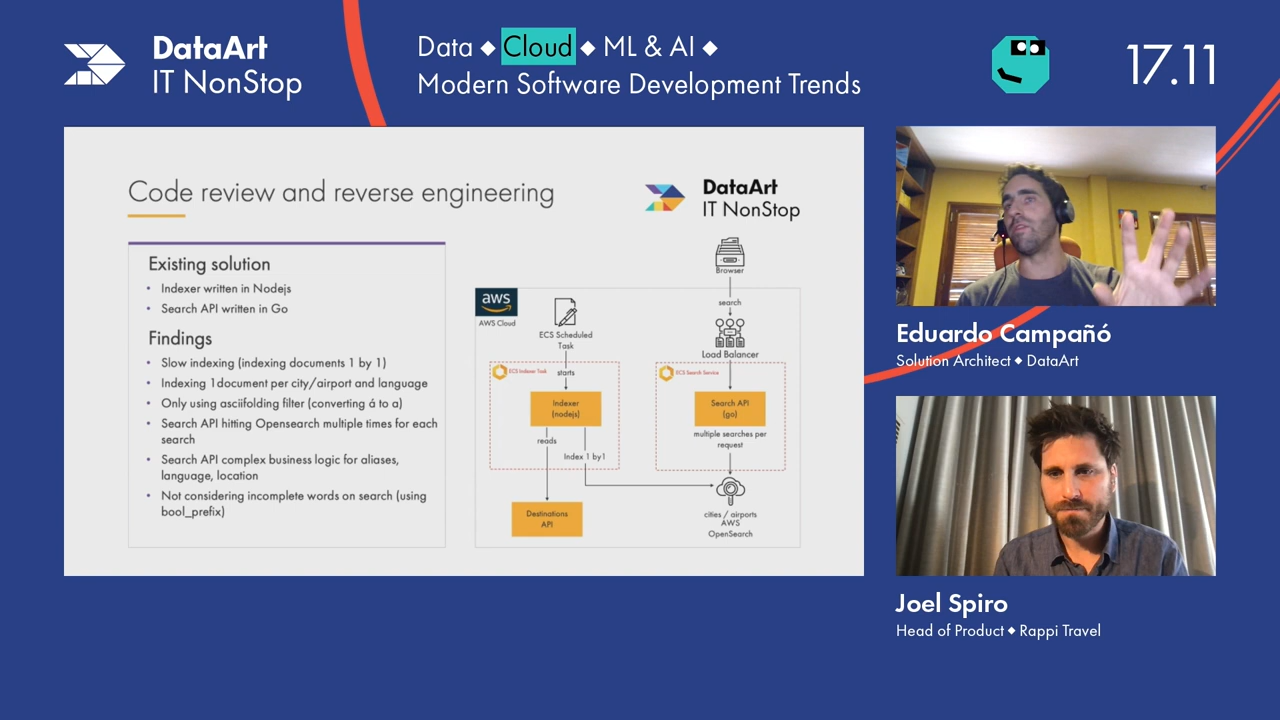 DataArt
IT NonStop
Data ◆ Cloud ◆ ML & AI ◆
Modern Software Development Trends
17.11
Code review and reverse engineering
DataArt
IT NonStop
Existing solution
• Indexer written in Nodejs
• Search API written in Go
Findings
• Slow indexing (indexing documents 1 by 1)
• Indexing 1document per city/airport and language
• Only using asciifolding filter (converting á to a)
• Search API hitting Opensearch multiple times for each
search
• Search API complex business logic for aliases,
language, location
• Not considering incomplete words on search (using
bool_prefix)
Browser
search
aws
AWS Cloud
ECS Scheduled
Task
Load Balancer
ECS Indexer Task
starts
ECS Search Service
Indexer
(nodejs)
Search API
(go)
reads
Index 1 by1
multiple searches per
request
Destinations
API
cities / airports
AWS
OpenSearch
Eduardo Campañó
Solution Architect ◆ DataArt
Joel Spiro
Head of Product ◆ Rappi Travel